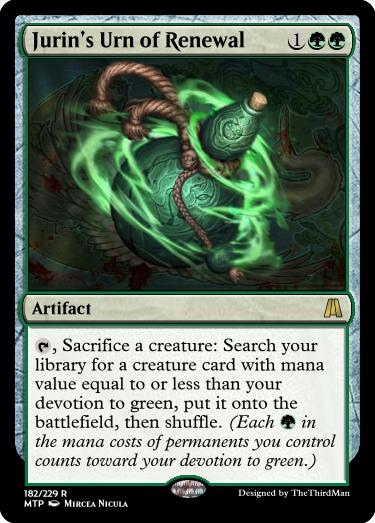 Jurin's Urn of Renewal 1
Artifact
, Sacrifice a creature: Search your
library for a creature card with mana
value equal to or less than your
devotion to green, put it onto the
battlefield, then shuffle. (Each in
the mana costs of permanents you control
counts toward your devotion to green.)
182/229 R
MTP Mircea Nicula
Designed by TheThirdMan